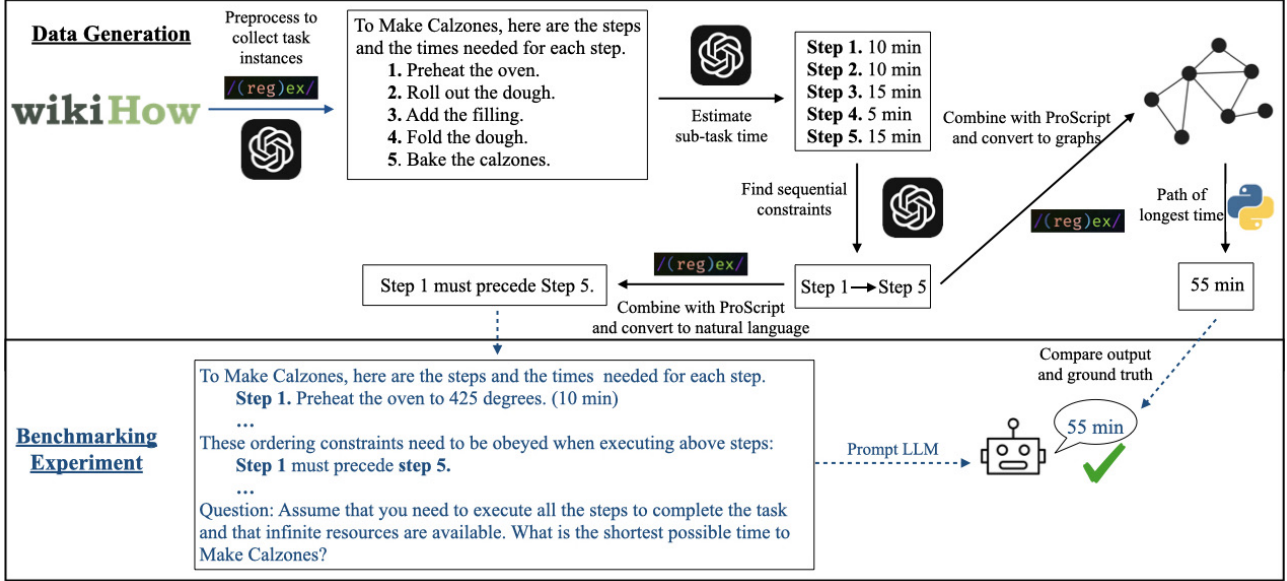 Data Generation
wikiHow
Preprocess to
collect task
instances
/(reg)ex/
To Make Calzones, here are the steps
and the times needed for each step.
1. Preheat the oven.
2. Roll out the dough.
3. Add the filling.
4. Fold the dough.
5. Bake the calzones.
Estimate
sub-task time
Step 1. 10 min
Step 2. 10 min
Step 3. 15 min
Step 4. 5 min
Step 5. 15 min
Combine with ProScript
and convert to graphs
/(reg)ex/
Path of
longest time
55 min
Find sequential
constraints
Step 1 → Step 5
/(reg)ex/
Combine with ProScript
and convert to natural language
Step 1 must precede Step 5.
Benchmarking
Experiment
To Make Calzones, here are the steps and the times needed for each step.
Step 1. Preheat the oven to 425 degrees. (10 min)
...
These ordering constraints need to be obeyed when executing above steps:
Step 1 must precede step 5.
...
Question: Assume that you need to execute all the steps to complete the task
and that infinite resources are available. What is the shortest possible time to
Make Calzones?
Prompt LLM
Compare output
and ground truth
55 min